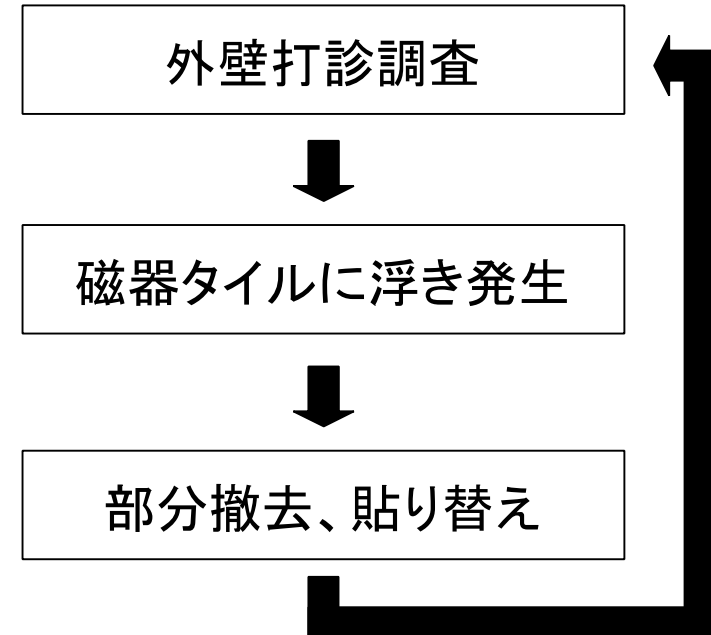 外壁打診調査
磁器タイルに浮き発生
部分撤去、貼り替え